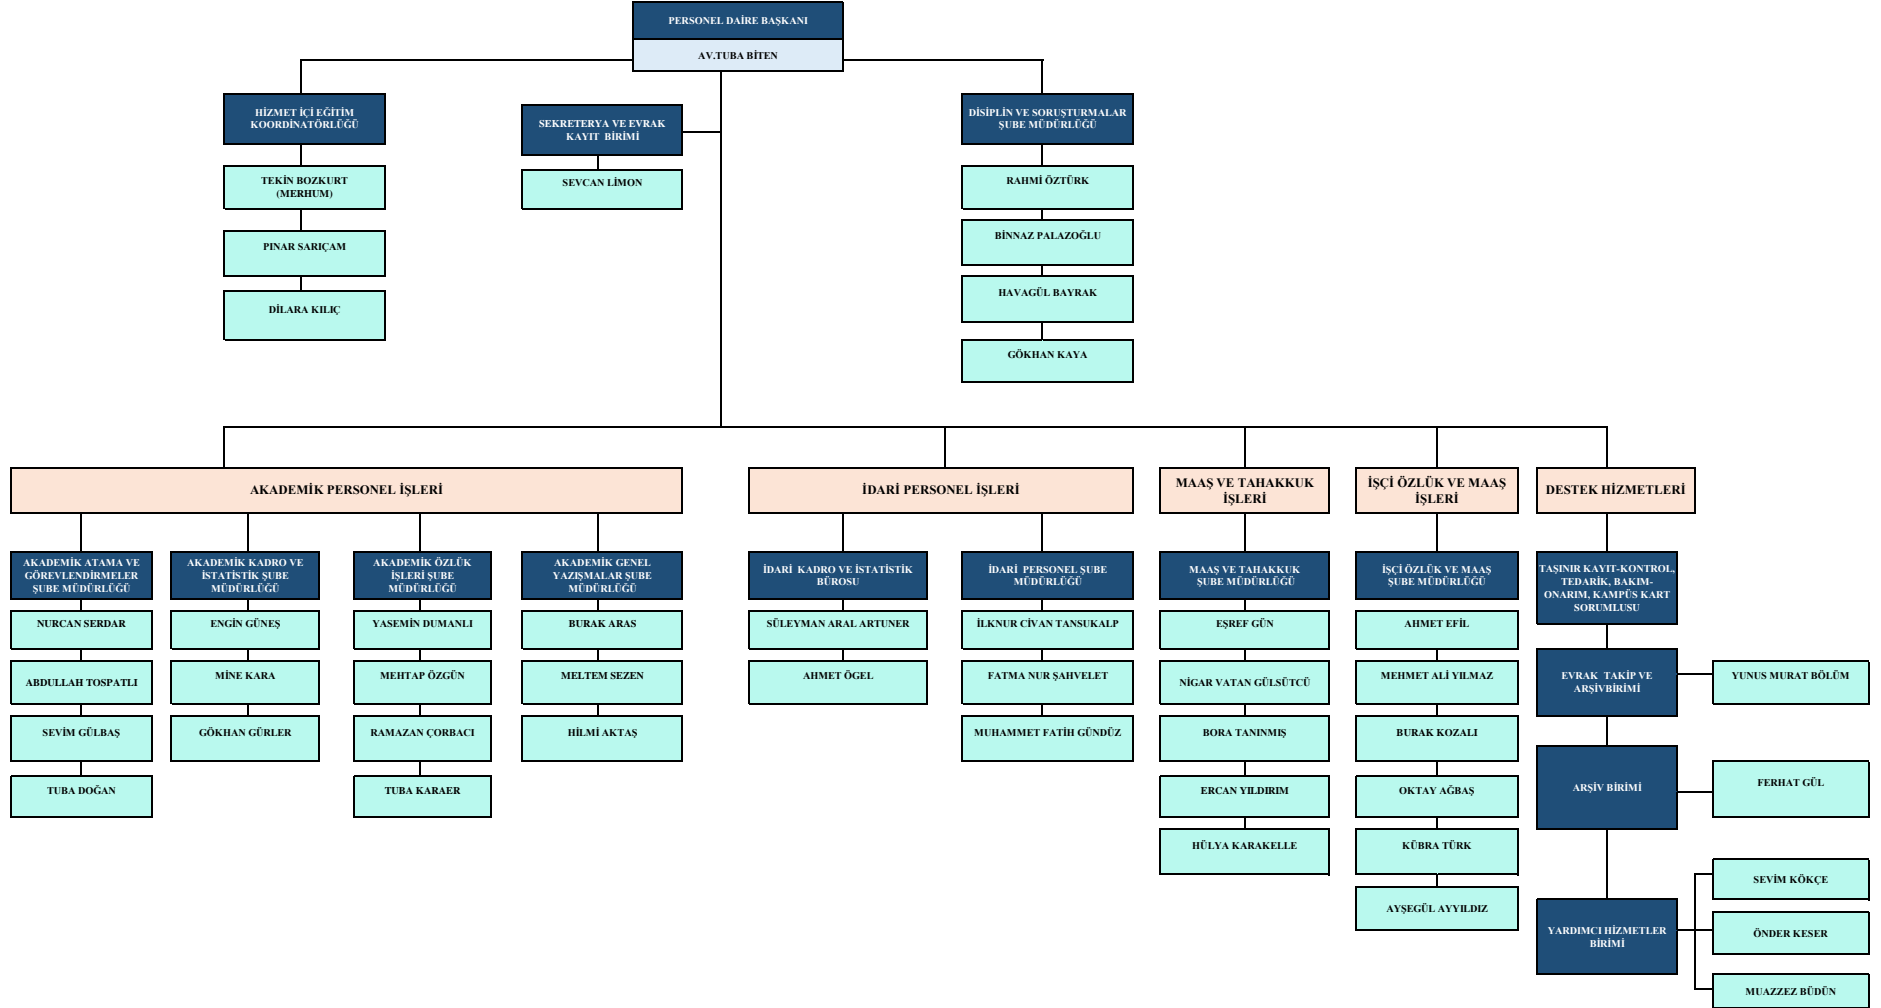 PERSONEL DAİRE BAŞKANI
AV.TUBA BİTEN
HİZMET İÇİ EĞİTİM
KOORDİNATÖRLÜĞÜ
TEKİN BOZKURT
(MERHUM)
PINAR SARIÇAM
DİLARA KILIÇ
SEKRETERYA VE EVRAK
KAYIT BİRİMİ
SEVCAN LİMON
DİSİPLİN VE SORUŞTURMALAR
ŞUBE MÜDÜRLÜĞÜ
RAHMİ ÖZTÜRK
BİNNAZ PALAZOĞLU
HAVAGÜL BAYRAK
GÖKHAN KAYA
AKADEMİK PERSONEL İŞLERİ
AKADEMİK ATAMA VE
GÖREVLENDİRMELER
ŞUBE MÜDÜRLÜĞÜ
NURCAN SERDAR
ABDULLAH TOSPATLI
SEVİM GÜLBAŞ
TUBA DOĞAN
AKADEMİK KADRO VE
İSTATİSTİK ŞUBE
MÜDÜRLÜĞÜ
ENGİN GÜNEŞ
MİNE KARA
GÖKHAN GÜRLER
AKADEMİK ÖZLÜK
İŞLERİ ŞUBE
MÜDÜRLÜĞÜ
YASEMİN DUMANLI
MEHTAP ÖZGÜN
RAMAZAN ÇORBACI
TUBA KARAER
AKADEMİK GENEL
YAZIŞMALAR ŞUBE
MÜDÜRLÜĞÜ
BURAK ARAS
MELTEM SEZEN
HİLMİ AKTAŞ
İDARİ PERSONEL İŞLERİ
İDARİ KADRO VE İSTATİSTİK
BÜROSU
SÜLEYMAN ARAL ARTUNER
AHMET ÖGEL
İDARİ PERSONEL ŞUBE
MÜDÜRLÜĞÜ
İLKNUR CİVAN TANSUKALP
FATMA NUR ŞAHVELET
MUHAMMET FATİH GÜNDÜZ
MAAŞ VE TAHAKKUK
İŞLERİ
MAAŞ VE TAHAKKUK
ŞUBE MÜDÜRLÜĞÜ
EŞREF GÜN
NİGAR VATAN GÜLSÜTCÜ
BORA TANINMIŞ
ERCAN YILDIRIM
HÜLYA KARAKELLE
İŞÇİ ÖZLÜK VE MAAŞ
İŞLERİ
İŞÇİ ÖZLÜK VE MAAŞ
ŞUBE MÜDÜRLÜĞÜ
AHMET EFİL
MEHMET ALİ YILMAZ
BURAK KOZALI
OKTAY AĞBAŞ
KÜBRA TÜRK
AYŞEGÜL AYYILDIZ
DESTEK HİZMETLERİ
TAŞINIR KAYIT-KONTROL,
TEDARİK, BAKIM-
ONARIM, KAMPÜS KART
SORUMLUSU
EVRAK TAKİP VE
ARŞİVBİRİMİ
YUNUS MURAT BÖLÜM
ARŞİV BİRİMİ
FERHAT GÜL
YARDIMCI HİZMETLER
BİRİMİ
SEVİM KÖKÇE
ÖNDER KESER
MUAZZEZ BÜDÜN